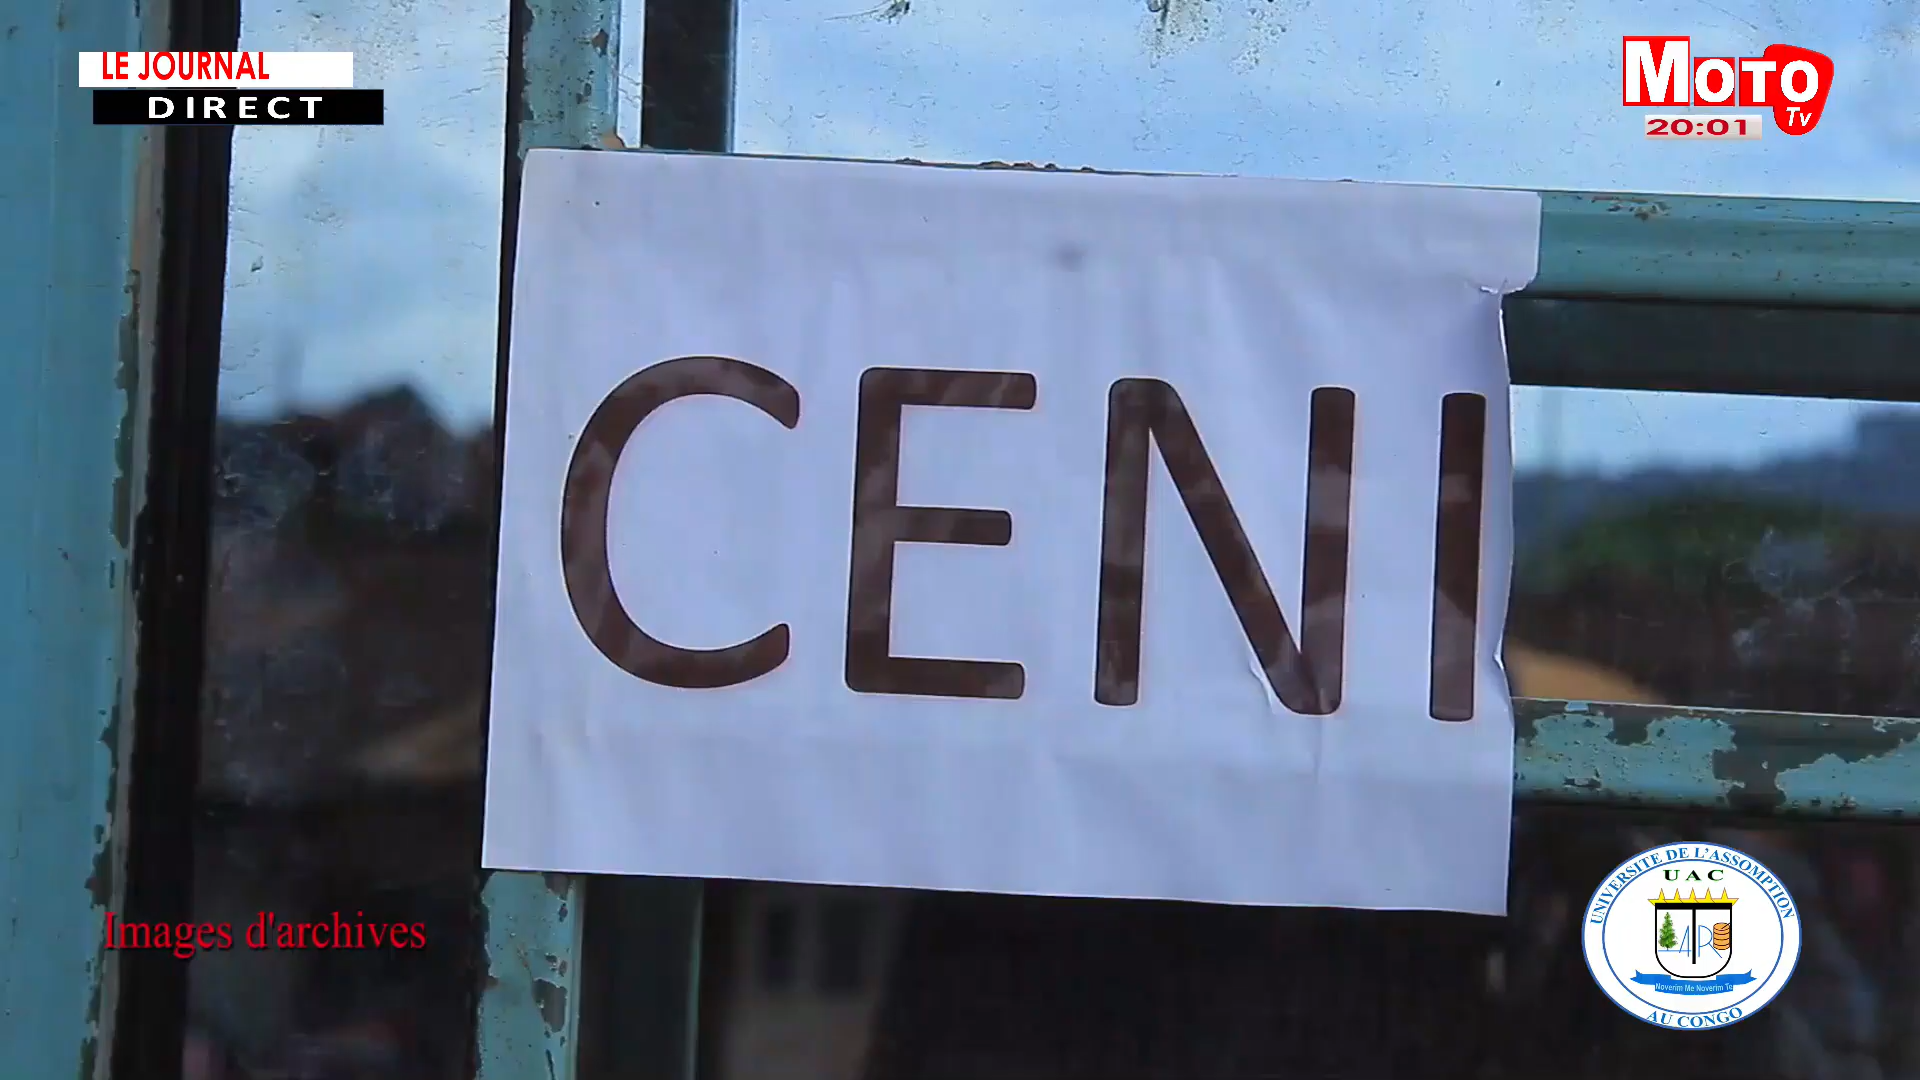 LE JOURNAL
DIRECT
MOTO
Tv
20:01
CENI
Images d'archives
UNIVERSITE DE L'ASSOMPTION
UAC
Noverim Me Noverim Te
AU CONGO